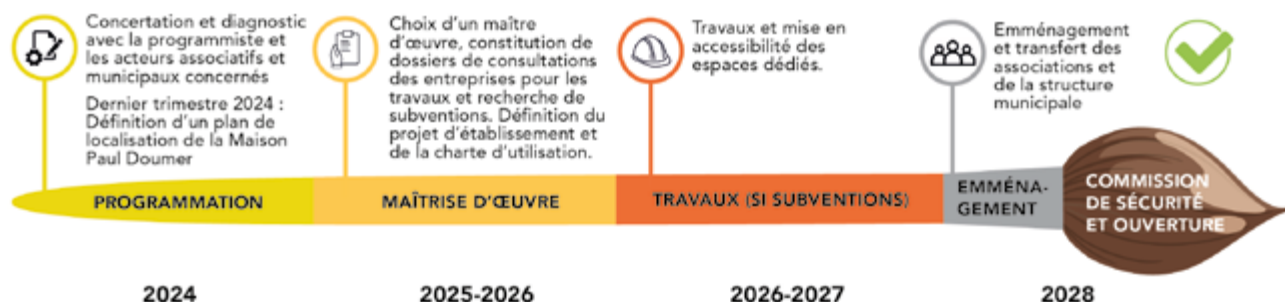 Concertation et diagnostic
avec la programmiste et
les acteurs associatifs et
municipaux concernés
Dernier trimestre 2024 :
Définition d'un plan de
localisation de la Maison
Paul Doumer
Choix d'un maître
d'œuvre, constitution de
dossiers de consultations
des entreprises pour les
travaux et recherche de
subventions. Définition du
projet d'établissement et
de la charte d'utilisation.
Travaux et mise en
accessibilité des
espaces dédiés.
Emménagement
et transfert des
associations et
de la structure
municipale
PROGRAMMATION
MAÎTRISE D'ŒUVRE
TRAVAUX (SI SUBVENTIONS)
EMMÉNA-
GEMENT
COMMISSION
DE SÉCURITÉ
ET OUVERTURE
2024
2025-2026
2026-2027
2028